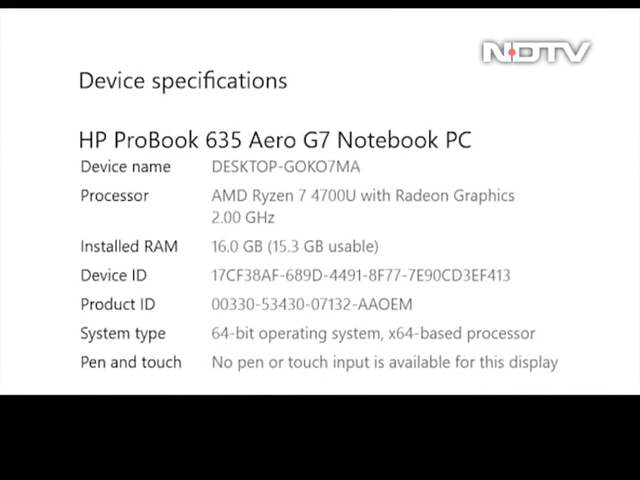 NDTV
Device specifications
HP ProBook 635 Aero G7 Notebook PC
Device name DESKTOP-GOKO7MA
Processor AMD Ryzen 7 4700U with Radeon Graphics
2.00 GHz
Installed RAM 16.0 GB (15.3 GB usable)
Device ID 17CF38AF-689D-4491-8F77-7E90CD3EF413
Product ID 00330-53430-07132-AAOEM
System type 64-bit operating system, x64-based processor
Pen and touch No pen or touch input is available for this display